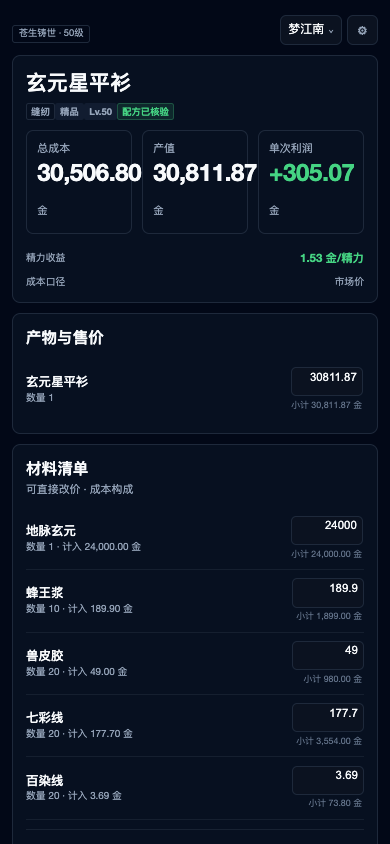 苍生铸世 · 50级
梦江南
玄元星平衫
缝纫 精品 Lv.50 配方已核验
总成本 产值 单次利润
30,506.80 30,811.87 +305.07
金 金 金
精力收益 1.53 金/精力
成本口径 市场价
产物与售价
玄元星平衫 30811.87
数量 1 小计 30,811.87 金
材料清单
可直接改价 · 成本构成
地脉玄元 24000
数量 1 · 计入 24,000.00 金 小计 24,000.00 金
蜂王浆 189.9
数量 10 · 计入 189.90 金 小计 1,899.00 金
兽皮胶 49
数量 20 · 计入 49.00 金 小计 980.00 金
七彩线 177.7
数量 20 · 计入 177.70 金 小计 3,554.00 金
百染线 3.69
数量 20 · 计入 3.69 金 小计 73.80 金